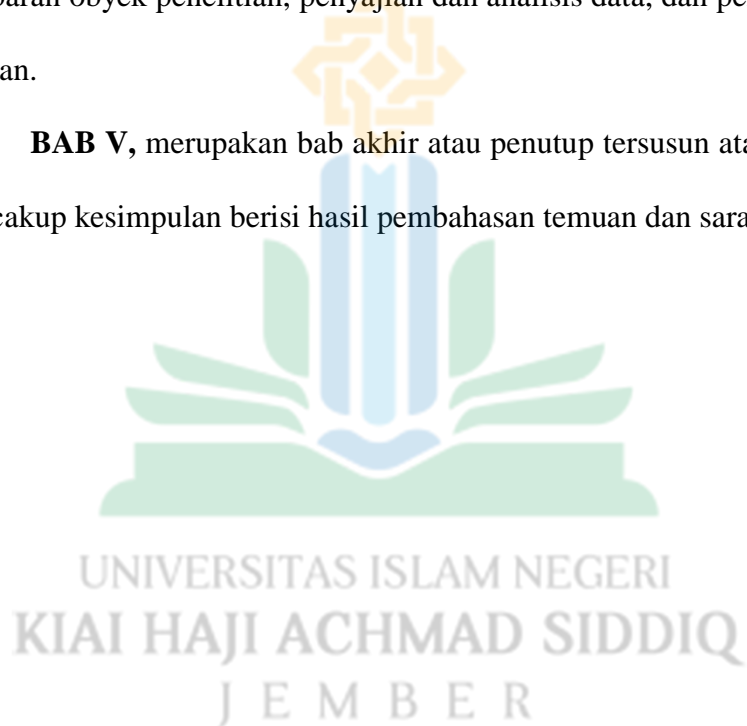 obyek penelitian, penyajian dan analisis data, dan pe
an.
BAB V, merupakan bab akhir atau penutup tersusun ata
cakup kesimpulan berisi hasil pembahasan temuan dan sara
UNIVERSITAS ISLAM NEGERI
KIAI HAJI ACHMAD SIDDIQ
JEMBER